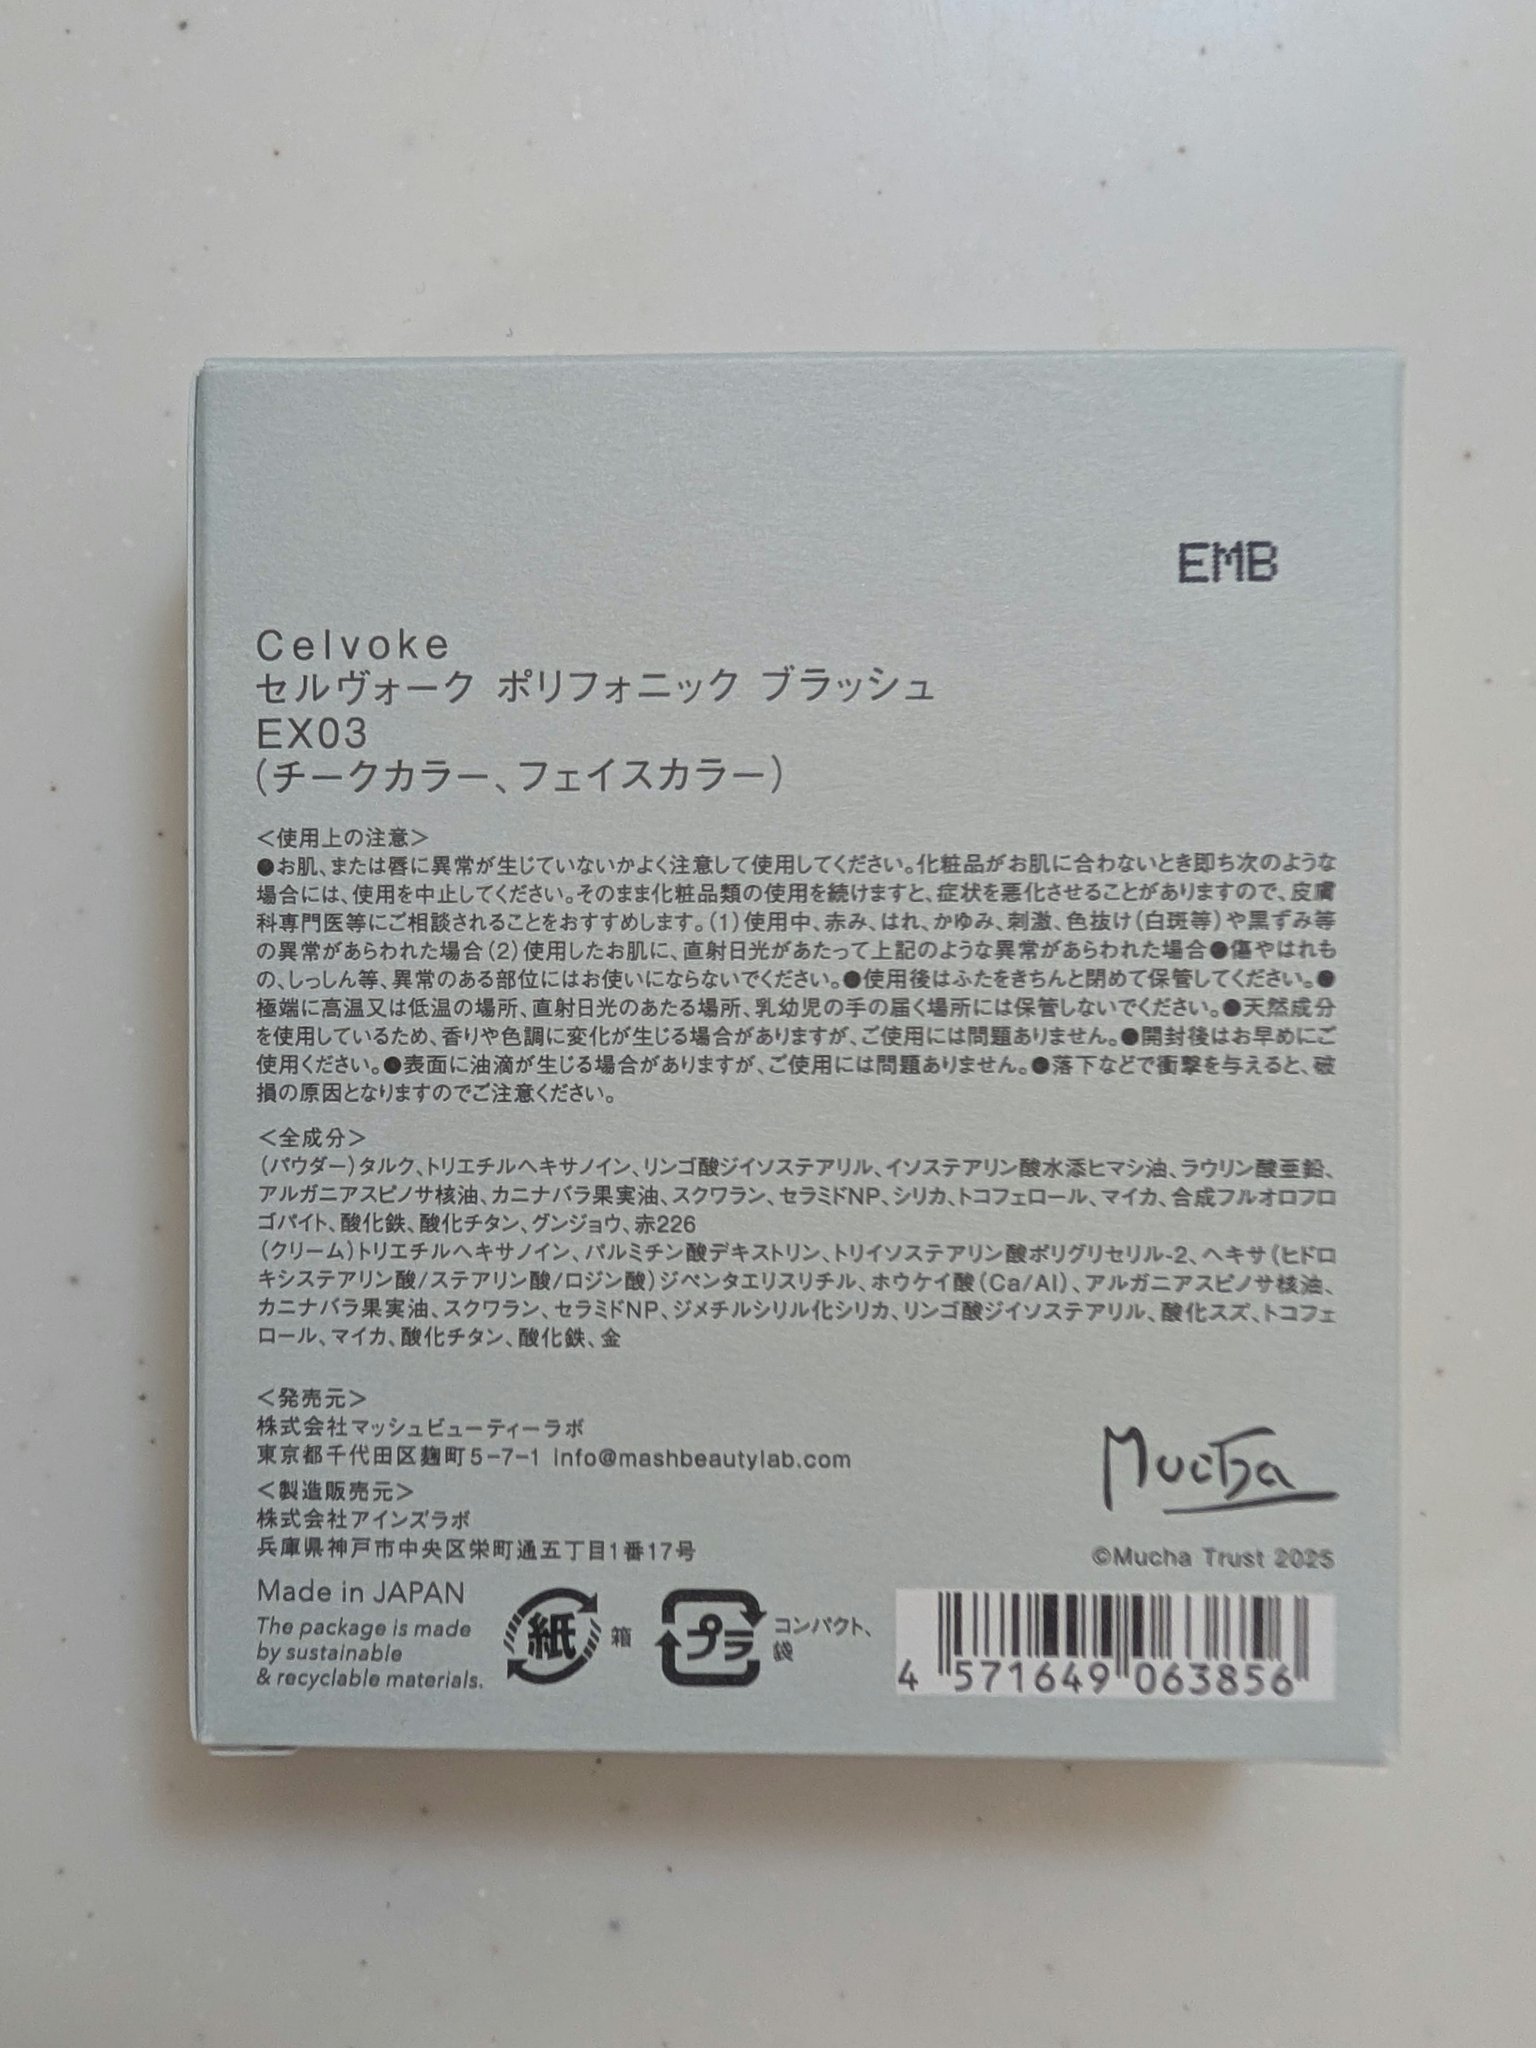 EMB
Celvoke
セルヴォーク ポリフォニック ブラッシュ
EX03
(チークカラー、フェイスカラー)
＜使用上の注意＞
●お肌、または唇に異常が生じていないかよく注意して使用してください。化粧品がお肌に合わないとき即ち次のような
場合には、使用を中止してください。そのまま化粧品類の使用を続けますと、症状を悪化させることがありますので、皮膚
科専門医等にご相談されることをおすすめします。(1)使用中、赤み、はれ、かゆみ、刺激、色抜け(白斑等)や黒ずみ等
の異常があらわれた場合(2)使用したお肌に、直射日光があたって上記のような異常があらわれた場合●傷やはれも
の、しっしん等、異常のある部位にはお使いにならないでください。●使用後はふたをきちんと閉めて保管してください。●
極端に高温又は低温の場所、直射日光のあたる場所、乳幼児の手の届く場所には保管しないでください。●天然成分
を使用しているため、香りや色調に変化が生じる場合がありますが、ご使用には問題ありません。●開封後はお早めにご
使用ください。●表面に油滴が生じる場合がありますが、ご使用には問題ありません。●落下などで衝撃を与えると、破
損の原因となりますのでご注意ください。
＜全成分＞
(パウダー)タルク、トリエチルヘキサノイン、リンゴ酸ジイソステアリル、イソステアリン酸水添ヒマシ油、ラウリン酸亜鉛、
アルガニアスピノサ核油、カニナバラ果実油、スクワラン、セラミドNP、シリカ、トコフェロール、マイカ、合成フルオロフロ
ゴパイト、酸化鉄、酸化チタン、グンジョウ、赤226
(クリーム)トリエチルヘキサノイン、パルミチン酸デキストリン、トリイソステアリン酸ポリグリセリル-2、ヘキサ(ヒドロ
キシステアリン酸/ステアリン酸/ロジン酸)ジペンタエリスリチル、ホウケイ酸(Ca/Al)、アルガニアスピノサ核油、
カニナバラ果実油、スクワラン、セラミドNP、ジメチルシリル化シリカ、リンゴ酸ジイソステアリル、酸化スズ、トコフェ
ロール、マイカ、酸化チタン、酸化鉄、金
＜発売元＞
株式会社マッシュビューティーラボ
東京都千代田区麹町5-7-1 info@mashbeautylab.com
＜製造販売元＞
株式会社アインズラボ
兵庫県神戸市中央区栄町通五丁目1番17号
Mucha
©Mucha Trust 2025
Made in JAPAN
The package is made
by sustainable
& recyclable materials.
紙 箱
プラ コンパクト、
袋
4 571649 063856